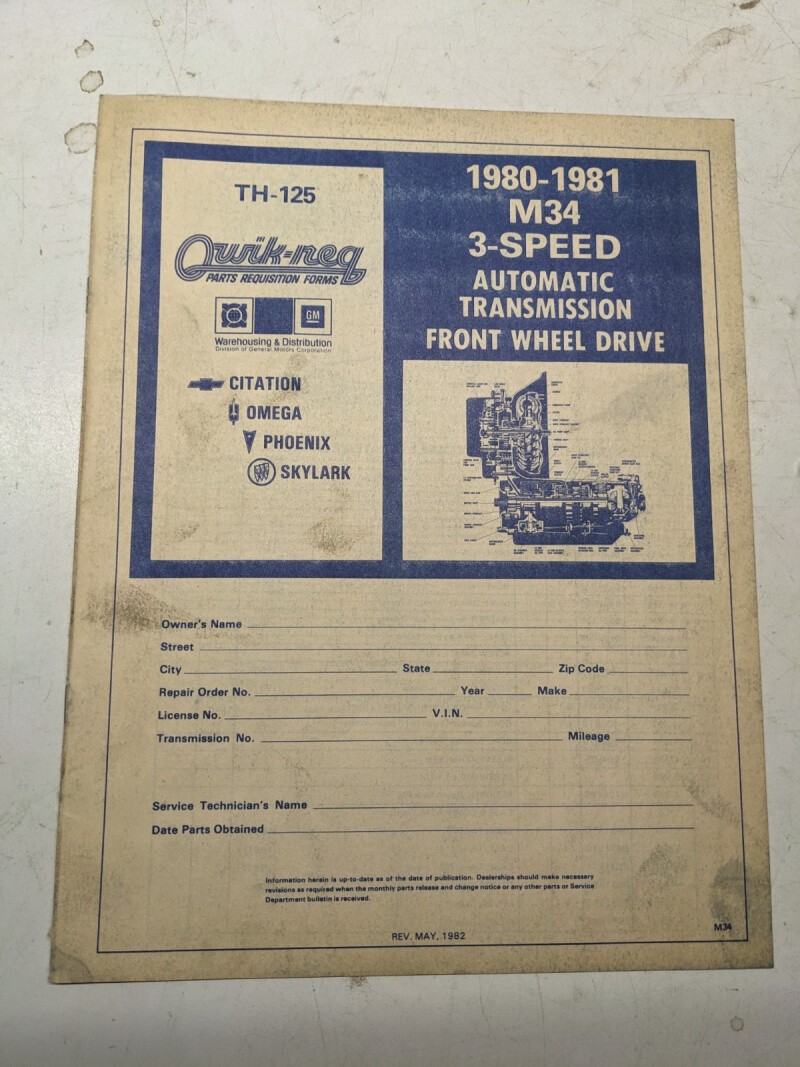 TH-125
Qwik-req
PARTS REQUISITION FORMS
GM
Warehousing & Distribution
Division of General Motors Corporation
CITATION
OMEGA
PHOENIX
SKYLARK
1980-1981
M34
3-SPEED
AUTOMATIC
TRANSMISSION
FRONT WHEEL DRIVE
Owner's Name
Street
City State Zip Code
Repair Order No. Year Make
License No. V.I.N.
Transmission No. Mileage
Service Technician's Name
Date Parts Obtained
Information herein is up-to-date as of the date of publication. Dealerships should make necessary
revisions as required when the monthly parts release and change notice or any other parts or Service
Department bulletin is received.
REV. MAY, 1982
M34